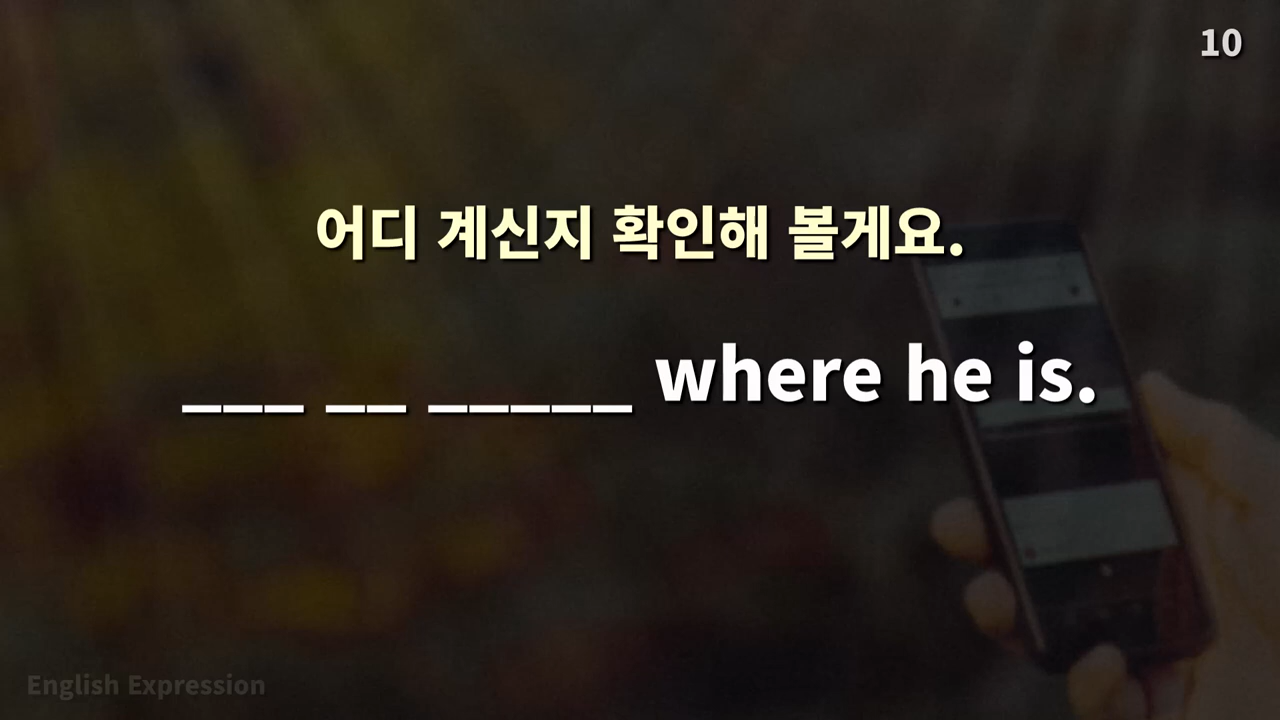 10
어디 계신지 확인해 볼게요.
___ __ _____ where he is.
English Expression